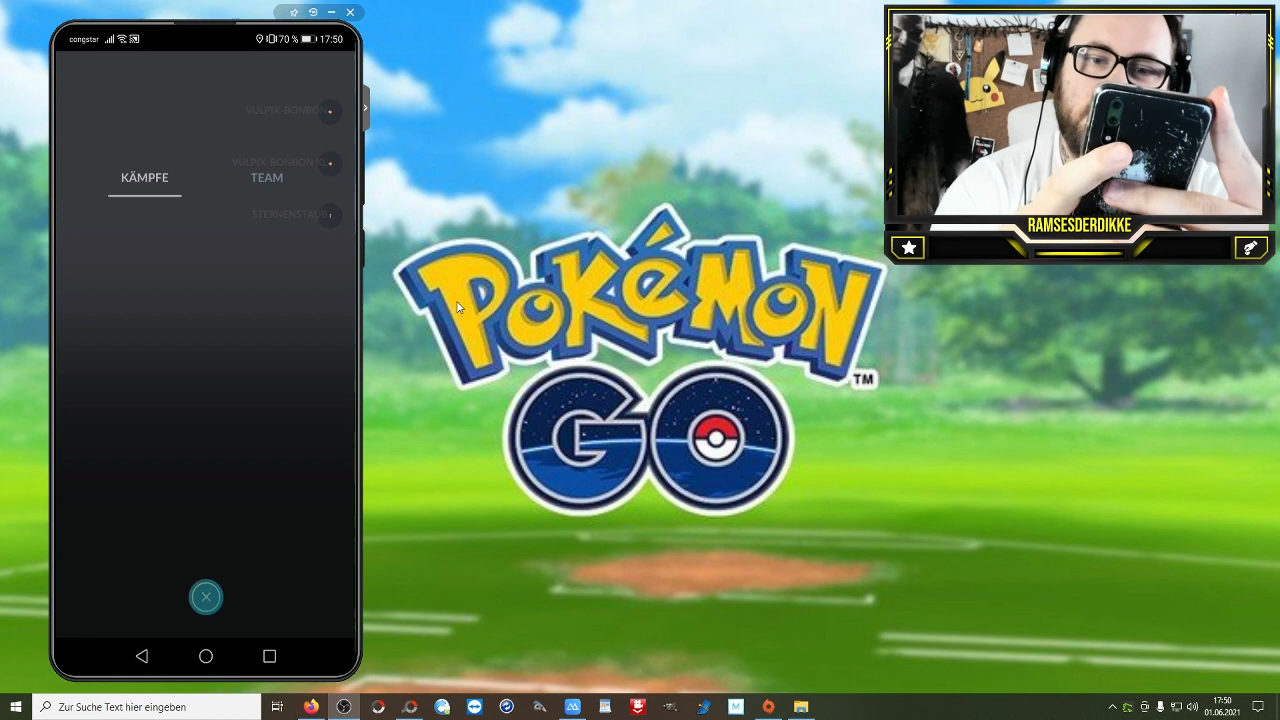 congstar
70 %
17:50
VULPIX-BONBON
VULPIX-BONBON XL
KÄMPFE
TEAM
STERNENSTAUB
POKéMON
TM
GO
RAMSESDERDIKKE
Zur Suche Text hier eingeben
M
17:50
01.06.2021